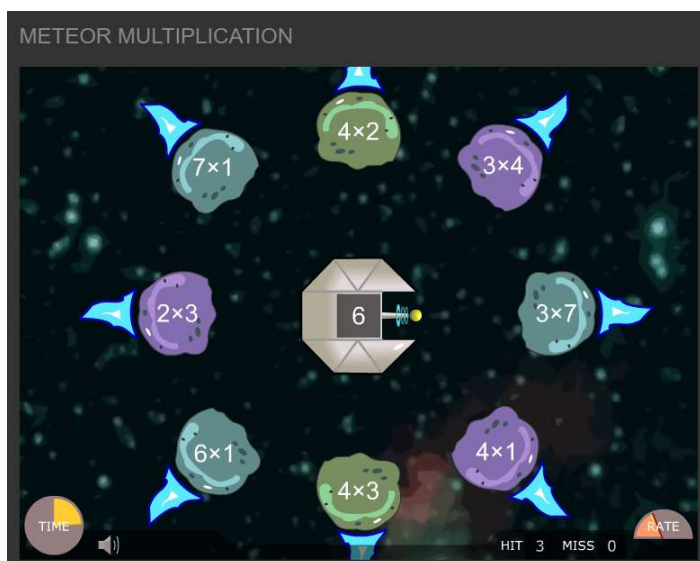 METEOR MULTIPLICATION
4×2
7×1
3×4
2×3
6
3×7
6×1
4×1
4×3
TIME
RATE
HIT 3 MISS 0